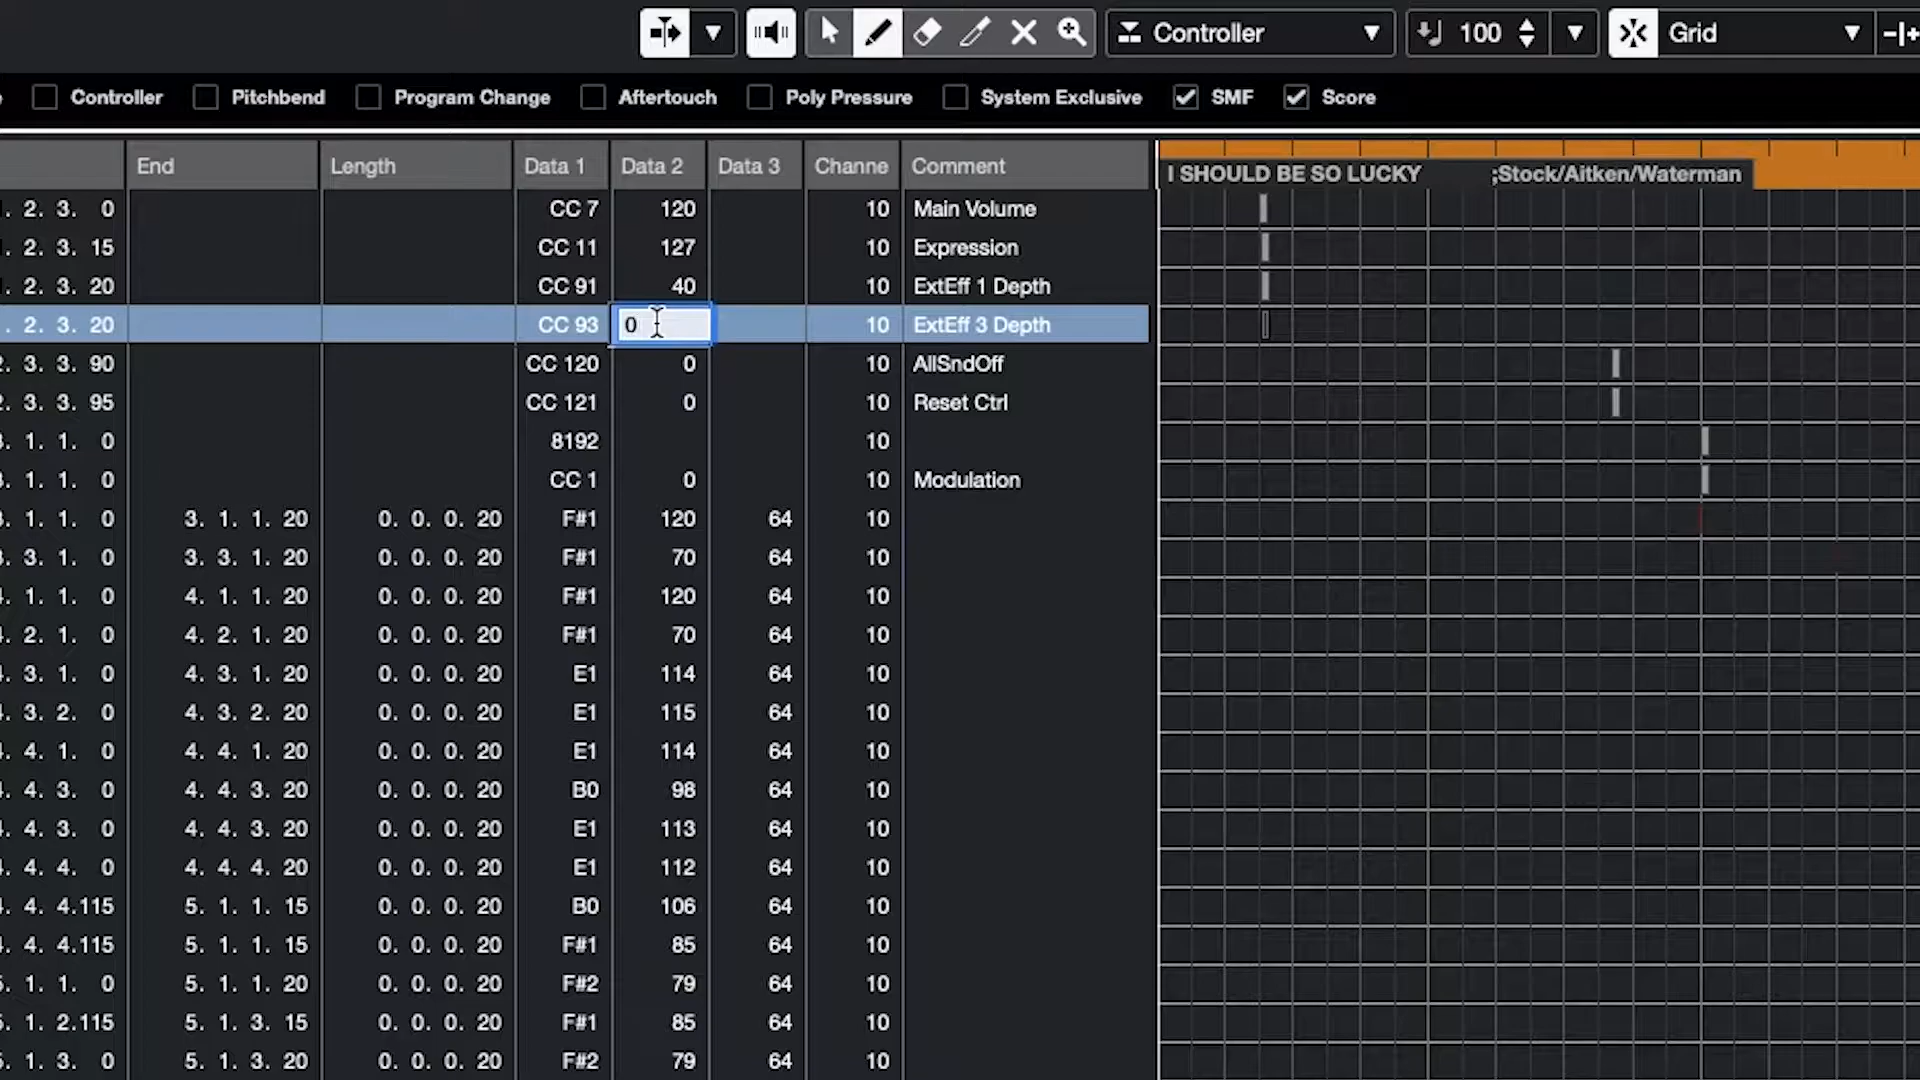 Controller 100 Grid
Controller Pitchbend Program Change Aftertouch Poly Pressure System Exclusive SMF Score
End Length Data 1 Data 2 Data 3 Channe Comment
I SHOULD BE SO LUCKY ;Stock/Aitken/Waterman
. 2. 3. 0 CC 7 120 10 Main Volume
. 2. 3. 15 CC 11 127 10 Expression
. 2. 3. 20 CC 91 40 10 ExtEff 1 Depth
. 2. 3. 20 CC 93 0 10 ExtEff 3 Depth
. 3. 3. 90 CC 120 0 10 AllSndOff
. 3. 3. 95 CC 121 0 10 Reset Ctrl
. 1. 1. 0 8192 10
. 1. 1. 0 CC 1 0 10 Modulation
. 1. 1. 0 3. 1. 1. 20 0. 0. 0. 20 F#1 120 64 10
. 3. 1. 0 3. 3. 1. 20 0. 0. 0. 20 F#1 70 64 10
. 1. 1. 0 4. 1. 1. 20 0. 0. 0. 20 F#1 120 64 10
. 2. 1. 0 4. 2. 1. 20 0. 0. 0. 20 F#1 70 64 10
. 3. 1. 0 4. 3. 1. 20 0. 0. 0. 20 E1 114 64 10
. 3. 2. 0 4. 3. 2. 20 0. 0. 0. 20 E1 115 64 10
. 4. 1. 0 4. 4. 1. 20 0. 0. 0. 20 E1 114 64 10
. 4. 3. 0 4. 4. 3. 20 0. 0. 0. 20 B0 98 64 10
. 4. 3. 0 4. 4. 3. 20 0. 0. 0. 20 E1 113 64 10
. 4. 4. 0 4. 4. 4. 20 0. 0. 0. 20 E1 112 64 10
. 4. 4.115 5. 1. 1. 15 0. 0. 0. 20 B0 106 64 10
. 4. 4.115 5. 1. 1. 15 0. 0. 0. 20 F#1 85 64 10
. 1. 1. 0 5. 1. 1. 20 0. 0. 0. 20 F#2 79 64 10
. 1. 2.115 5. 1. 3. 15 0. 0. 0. 20 F#1 85 64 10
. 1. 3. 0 5. 1. 3. 20 0. 0. 0. 20 F#2 79 64 10